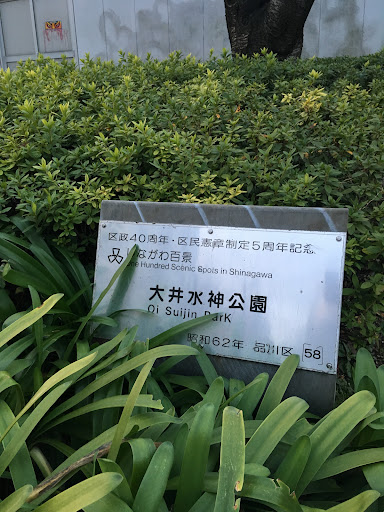 区政40周年・区民憲章制定5周年記念
しながわ百景
One Hundred Scenic Spots in Shinagawa
大井水神公園
Oi Suijin Park
昭和62年 品川区 58